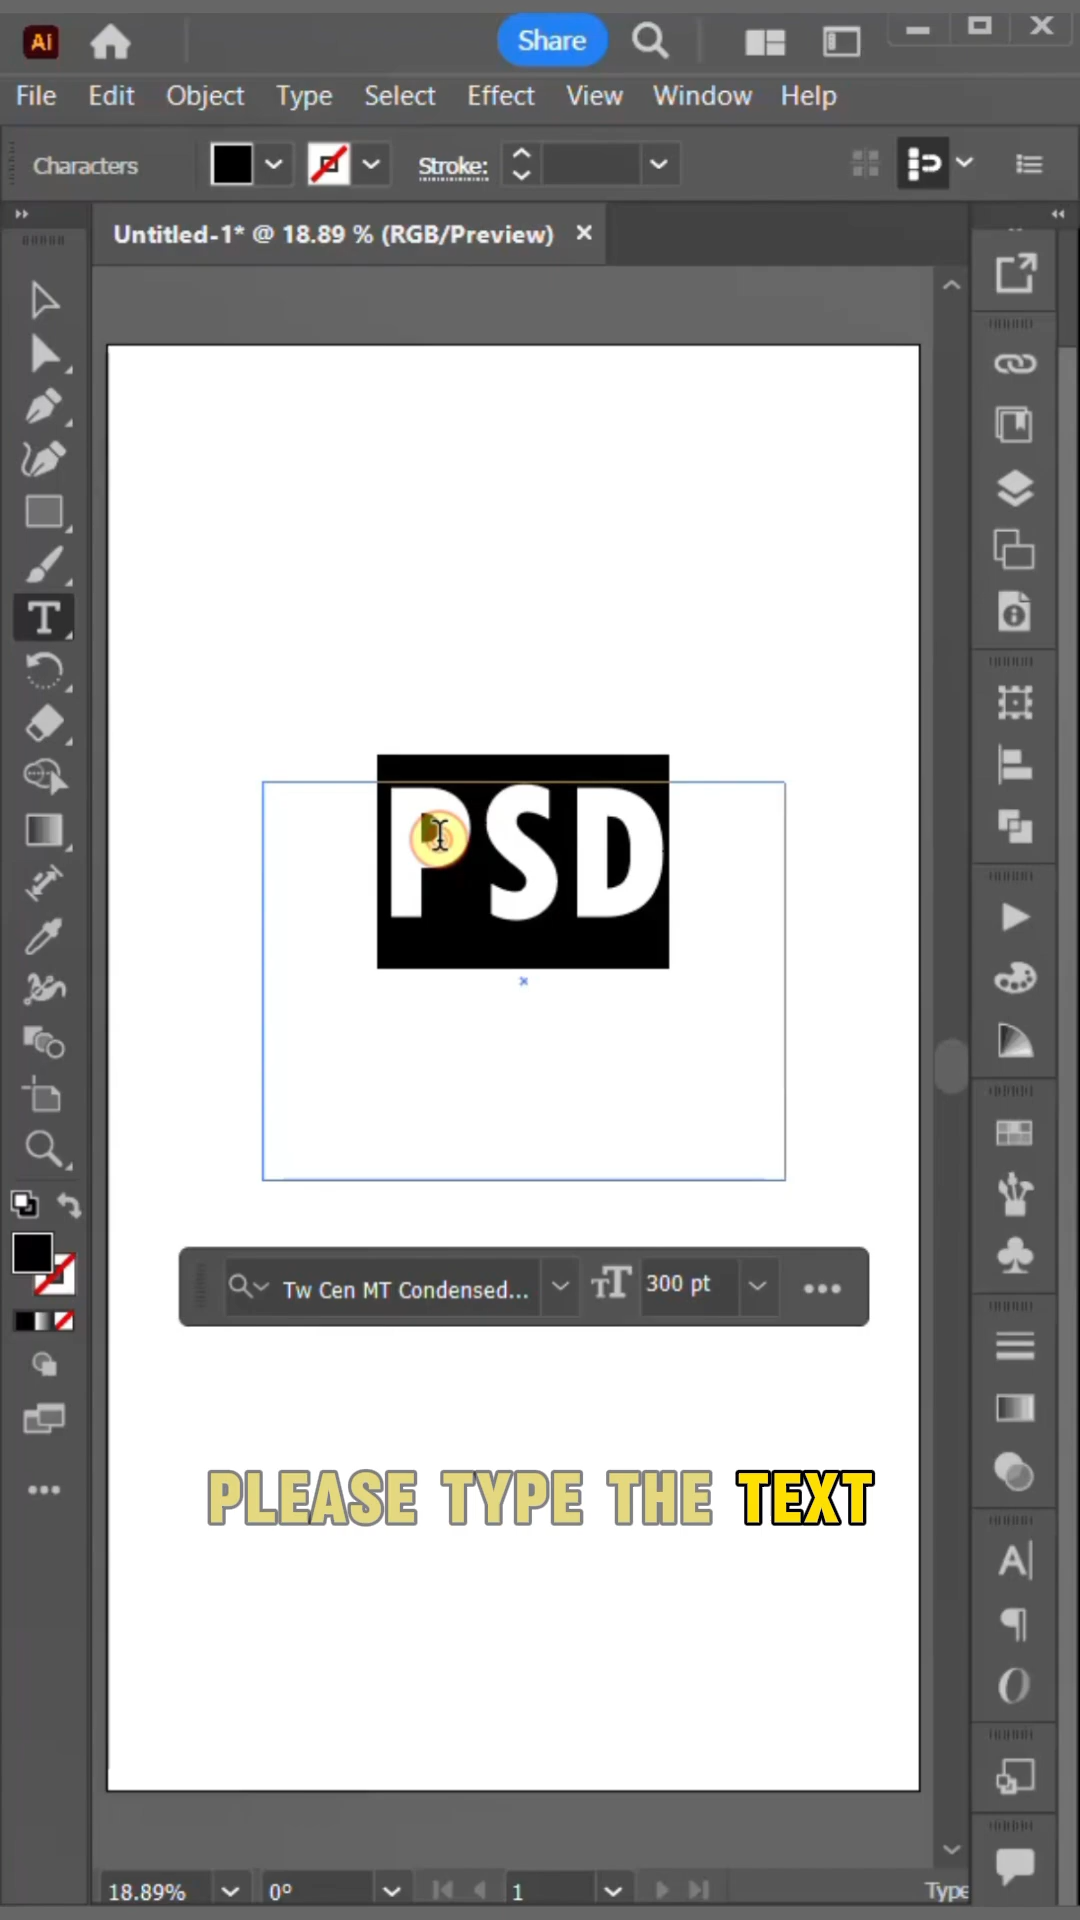 Ai
Share
File Edit Object Type Select Effect View Window Help
Characters Stroke:
Untitled-1* @ 18.89 % (RGB/Preview) ×
PSD
Tw Cen MT Condensed... 300 pt
PLEASE TYPE THE TEXT
18.89% 0° 1 Type